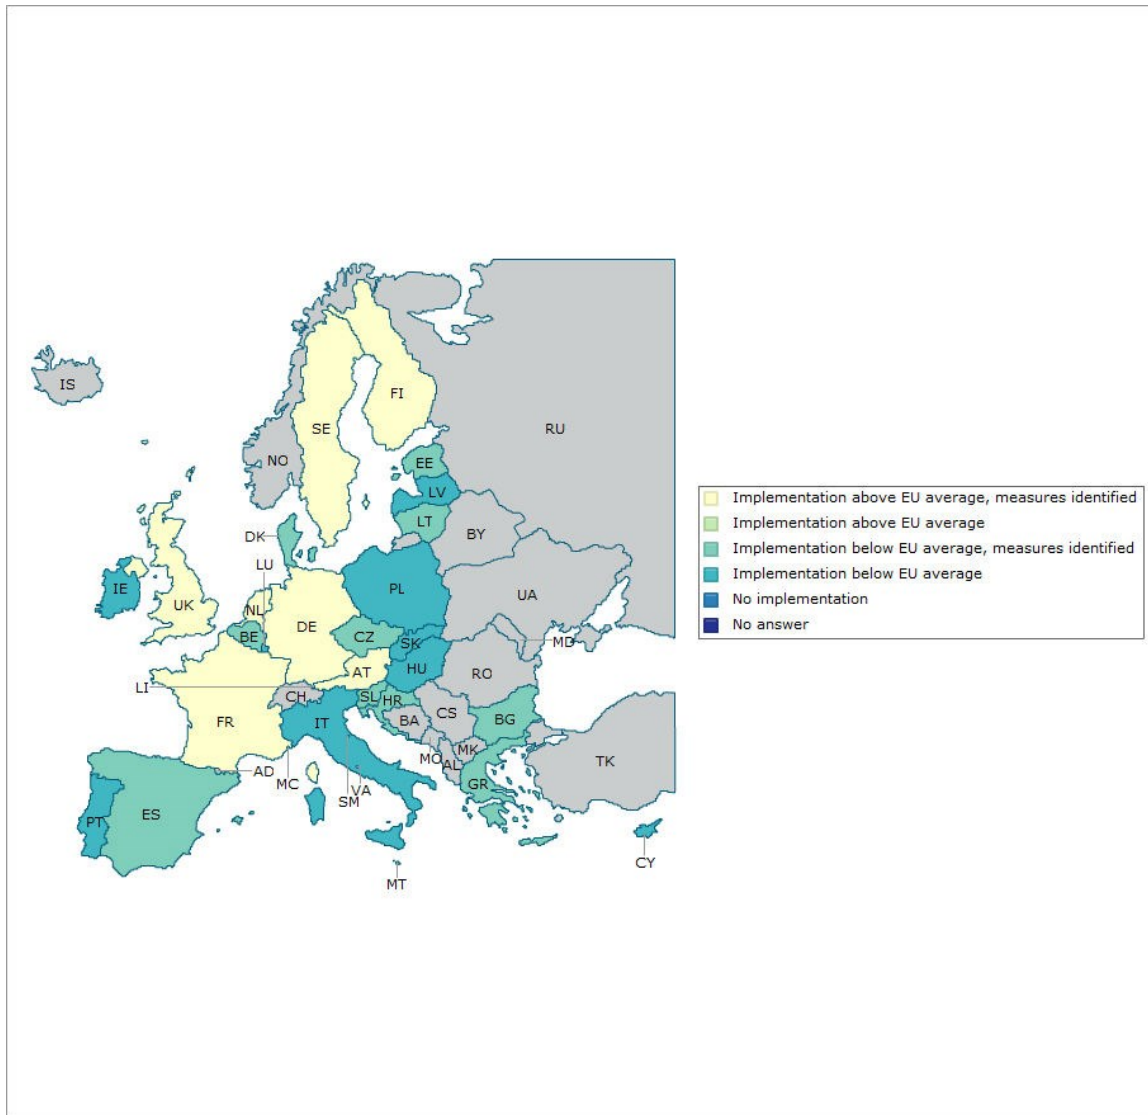 IS
FI
SE
RU
NO
EE
LV
LT
DK
BY
LU
IE
PL
UA
UK
NL
DE
BE
CZ
MD
SK
AT
HU
RO
LI
CH
SL
HR
FR
IT
BA
CS
BG
MO
MK
AL
TK
AD
MC
VA
SM
GR
ES
PT
CY
MT
Implementation above EU average, measures identified
Implementation above EU average
Implementation below EU average, measures identified
Implementation below EU average
No implementation
No answer